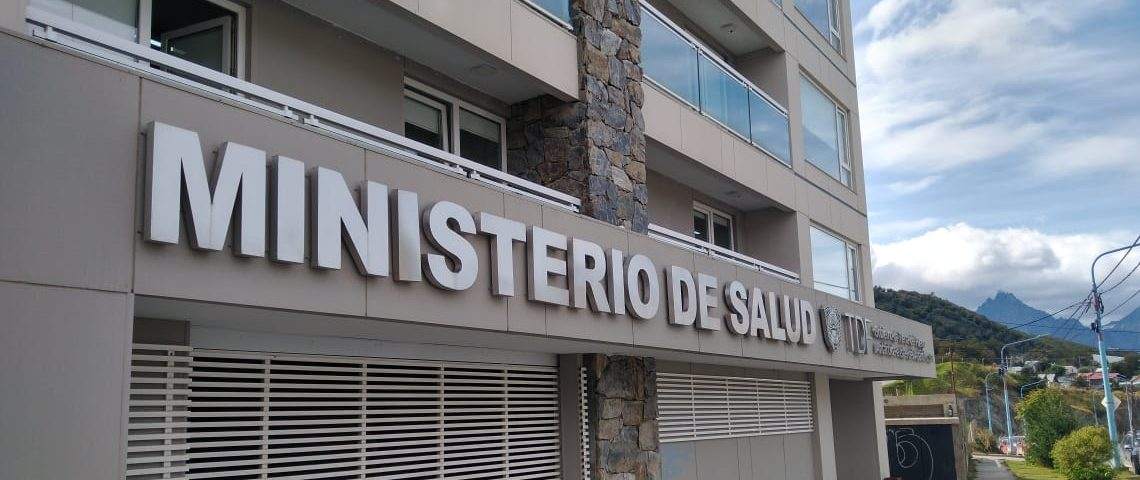 MINISTERIO DE SALUD
TDF